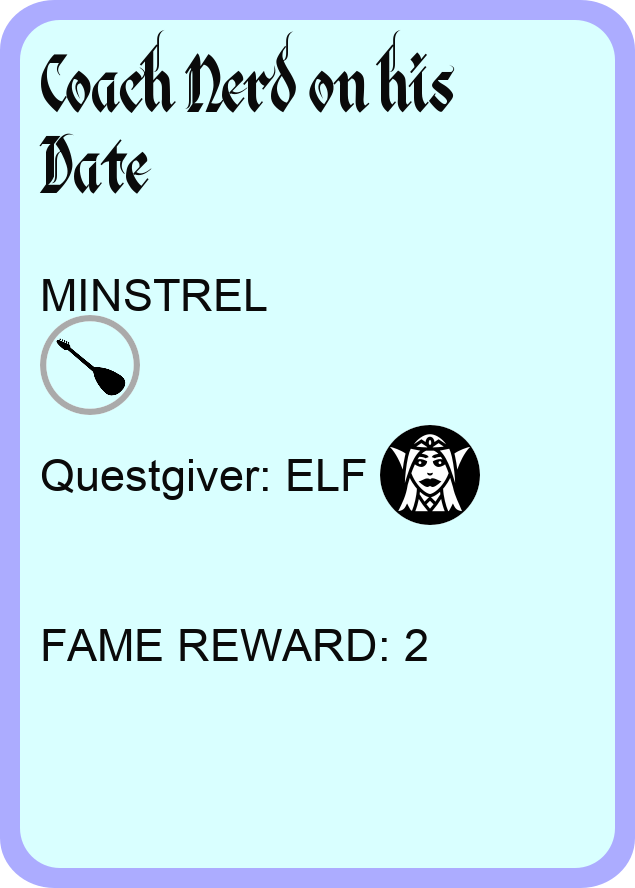 Coach Nerd on his
Date
MINSTREL
Questgiver: ELF
FAME REWARD: 2